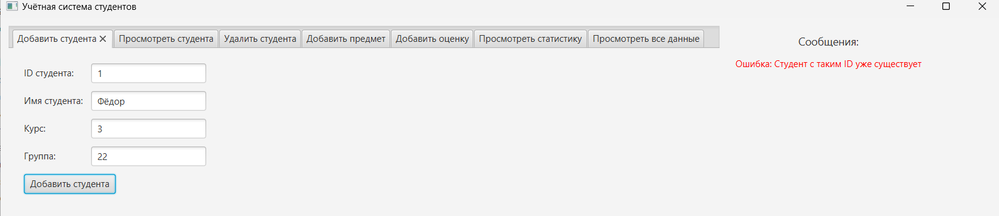 Учётная система студентов
Добавить студента Просмотреть студента Удалить студента Добавить предмет Добавить оценку Просмотреть статистику Просмотреть все данные
Сообщения:
Ошибка: Студент с таким ID уже существует
ID студента: 1
Имя студента: Фёдор
Курс: 3
Группа: 22
Добавить студента